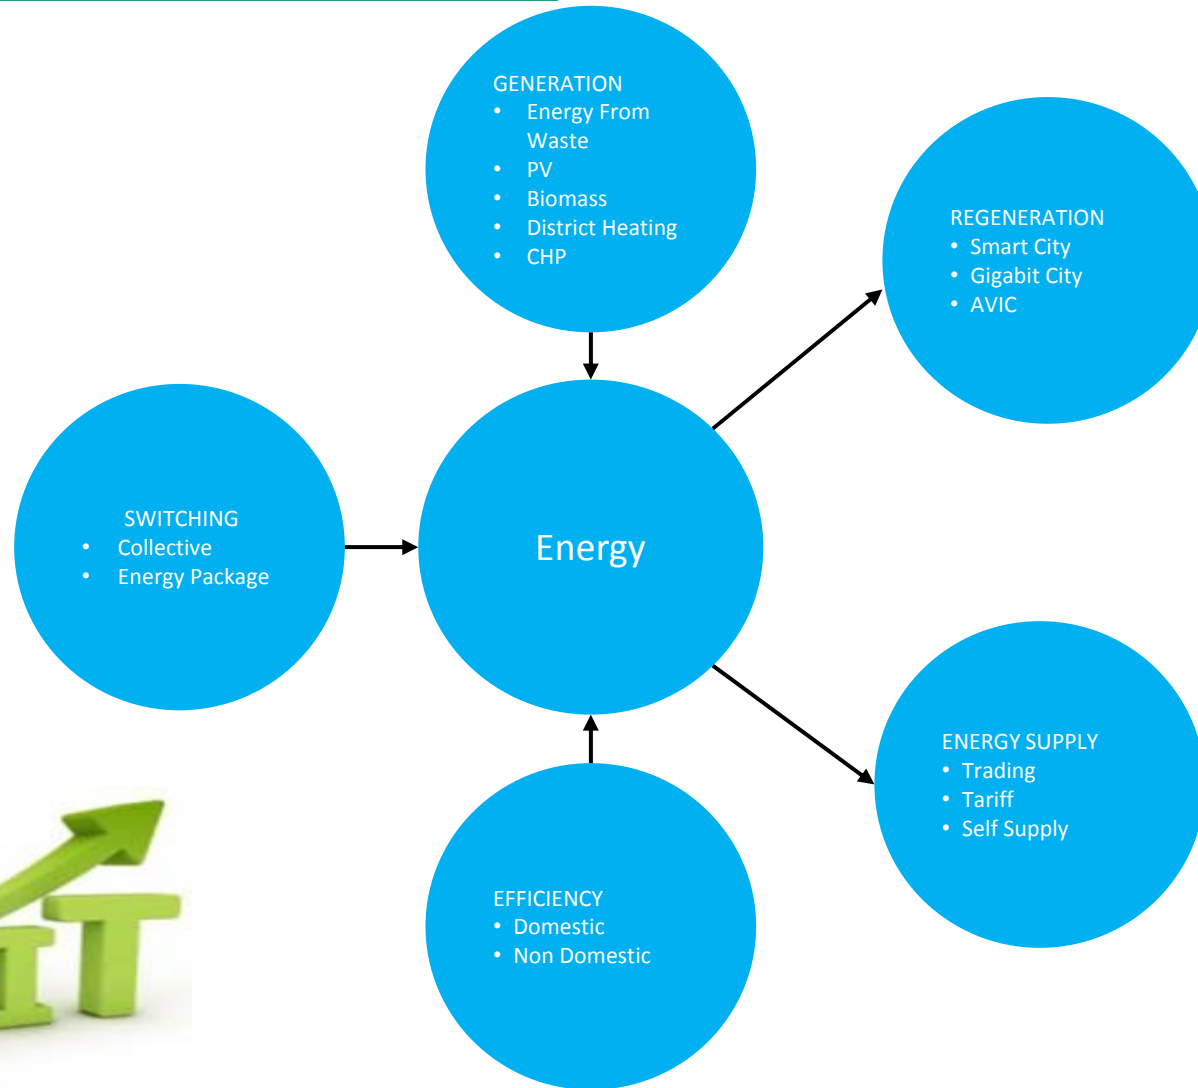 GENERATION
• Energy From
Waste
• PV
• Biomass
• District Heating
• CHP
REGENERATION
• Smart City
• Gigabit City
• AVIC
SWITCHING
• Collective
• Energy Package
Energy
ENERGY SUPPLY
• Trading
• Tariff
• Self Supply
EFFICIENCY
• Domestic
• Non Domestic
IT